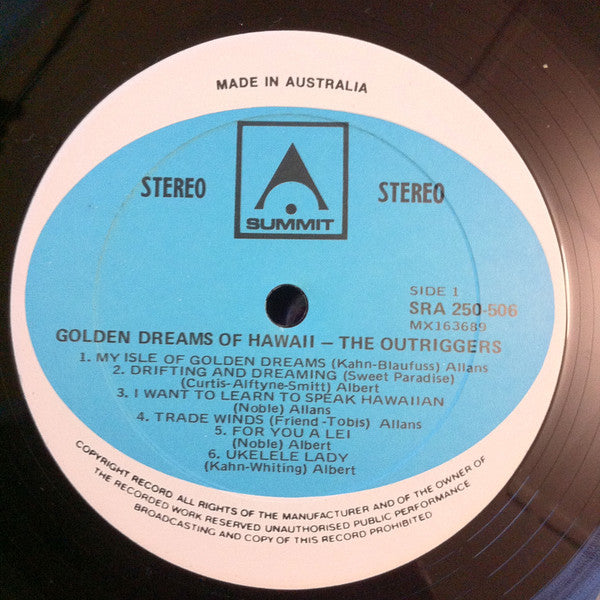 MADE IN AUSTRALIA
STEREO
SUMMIT
STEREO
SIDE 1
SRA 250-506
MX163689
GOLDEN DREAMS OF HAWAII – THE OUTRIGGERS
1. MY ISLE OF GOLDEN DREAMS (Kahn-Blaufuss) Allans
2. DRIFTING AND DREAMING (Sweet Paradise)
(Curtis-Alftyne-Smitt) Albert
3. I WANT TO LEARN TO SPEAK HAWAIIAN
(Noble) Allans
4. TRADE WINDS (Friend-Tobis) Allans
5. FOR YOU A LEI
(Noble) Albert
6. UKELELE LADY
(Kahn-Whiting) Albert
COPYRIGHT RECORD ALL RIGHTS OF THE MANUFACTURER AND OF THE OWNER OF
THE RECORDED WORK RESERVED UNAUTHORISED PUBLIC PERFORMANCE
BROADCASTING AND COPY OF THIS RECORD PROHIBITED